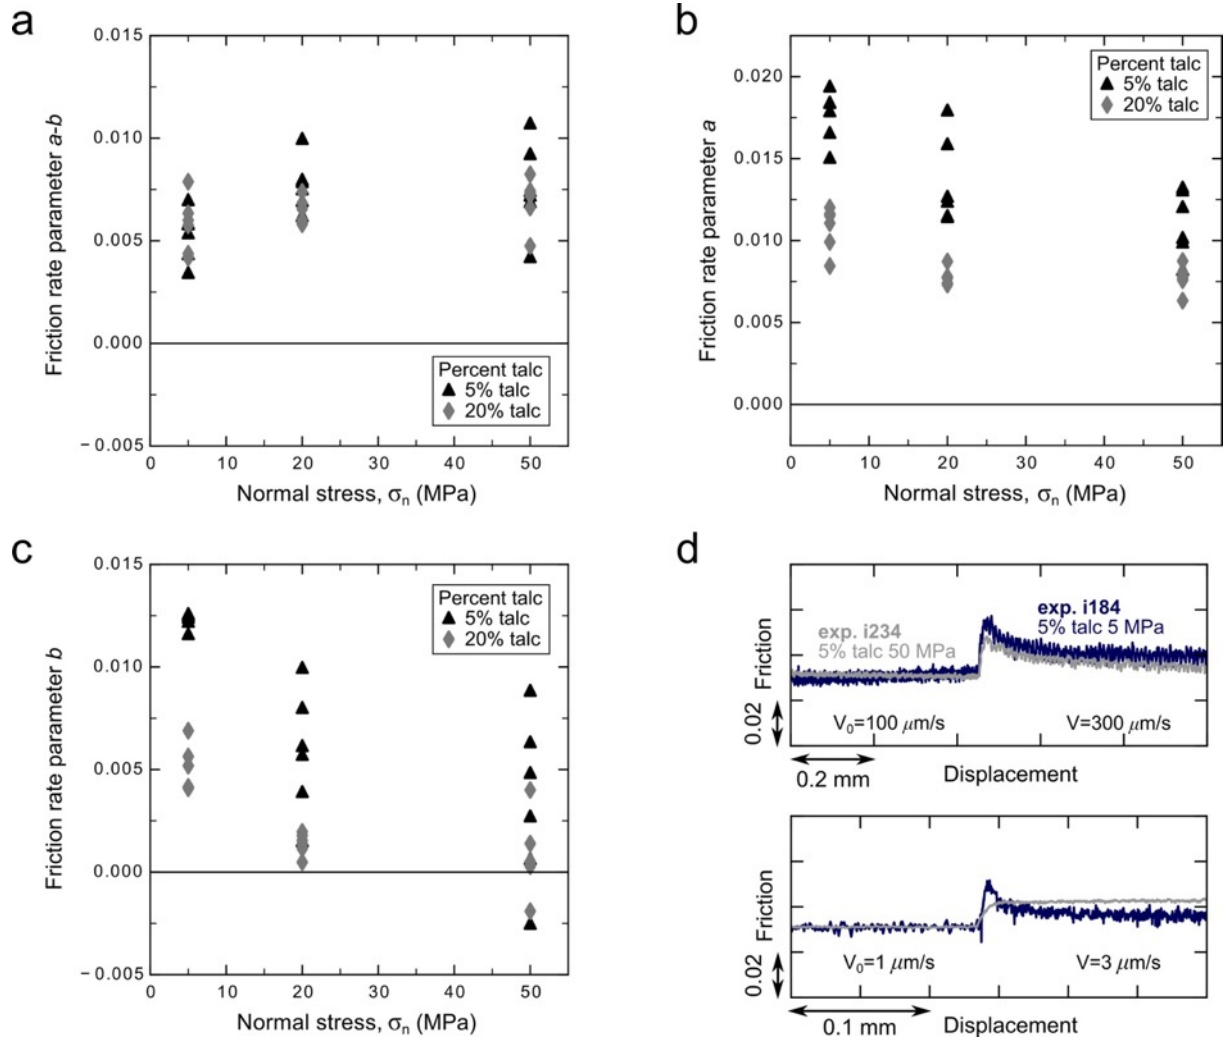 a
Friction rate parameter a-b
0.015
0.010
0.005
0.000
−0.005
0 10 20 30 40 50
Normal stress, σn (MPa)
Percent talc
5% talc
20% talc
b
Friction rate parameter a
0.020
0.015
0.010
0.005
0.000
0 10 20 30 40 50
Normal stress, σn (MPa)
Percent talc
5% talc
20% talc
c
Friction rate parameter b
0.015
0.010
0.005
0.000
−0.005
0 10 20 30 40 50
Normal stress, σn (MPa)
Percent talc
5% talc
20% talc
d
Friction
0.02
exp. i184
5% talc 5 MPa
exp. i234
5% talc 50 MPa
V0=100 μm/s
V=300 μm/s
0.2 mm
Displacement
Friction
0.02
V0=1 μm/s
V=3 μm/s
0.1 mm
Displacement